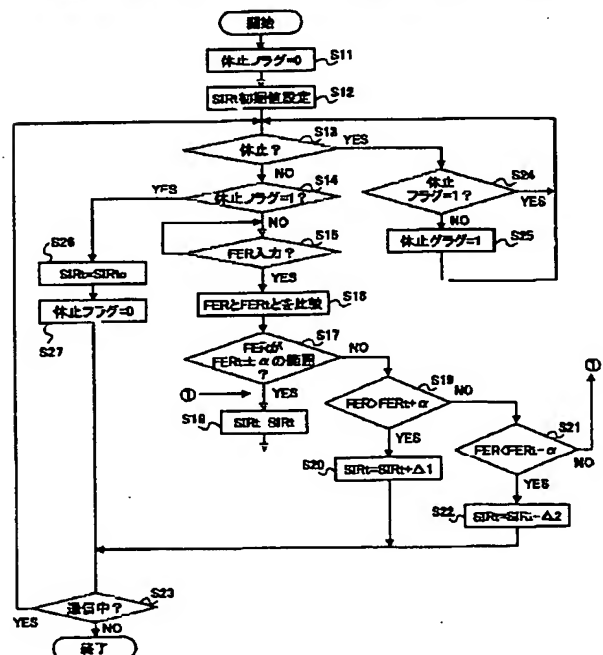 開始
休止フラグ=0
S11
SIRt初期値設定
S12
休止?
S13
YES
NO
休止フラグ=1?
S14
YES
NO
休止
フラグ=1?
S24
YES
NO
休止フラグ=1
S25
FER入力?
S15
YES
S26
SIRt=SIRto
休止フラグ=0
S27
FERとFERtとを比較
S16
FERが
FERt±αの範囲
?
S17
NO
YES
①
S18
SIRt SIRt
FER>FERt+α
S19
NO
YES
S20
SIRt=SIRt+Δ1
①
FER<FERt-α
S21
NO
YES
S22
SIRt=SIRt-Δ2
通信中?
S23
YES
NO
終了